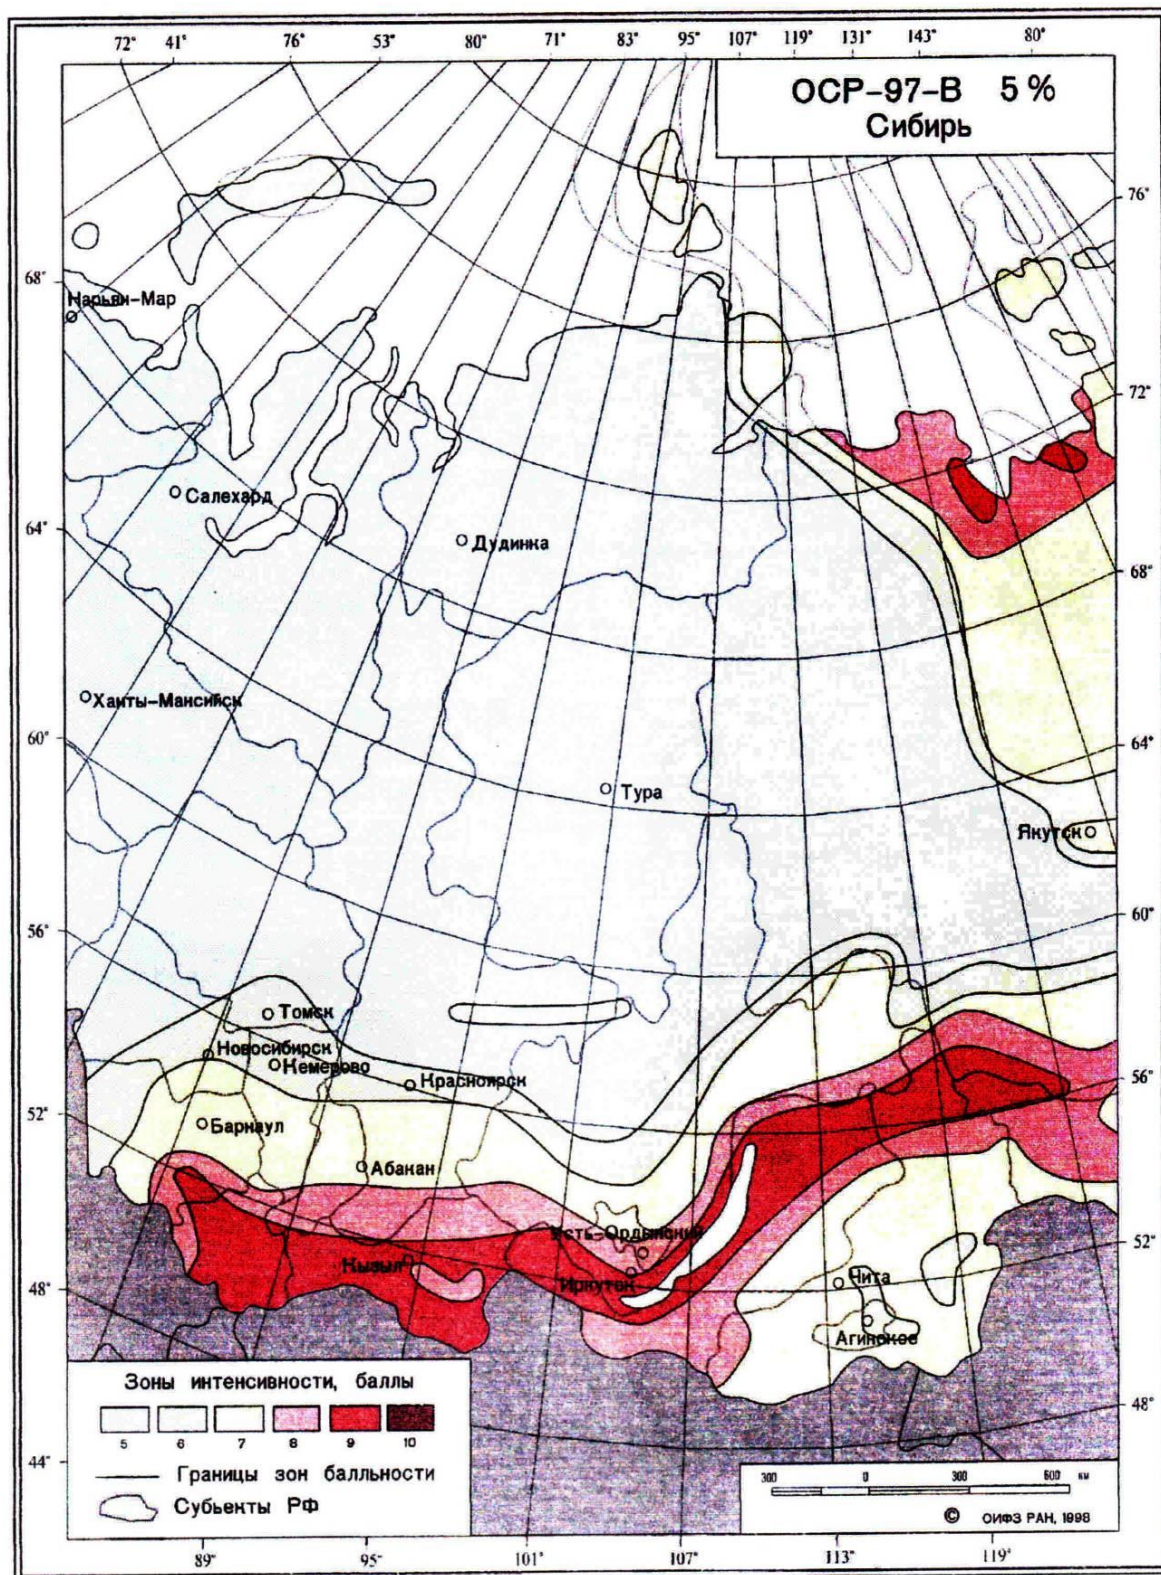 72° 41° 76° 53° 80° 71° 83° 95° 107° 119° 131° 143° 80°
ОСР-97-В 5%
Сибирь
76°
68°
Нарьян-Мар
72°
Салехард
64°
Дудинка
68°
Ханты-Мансийск
60°
64°
Тура
Якутск
56°
60°
Томск
Новосибирск
Кемерово
Красноярск
56°
52°
Барнаул
Абакан
Усть-Ордынский
52°
Кызыл
Иркутск
Чита
48°
Агинское
Зоны интенсивности, баллы
5 6 7 8 9 10
48°
44°
Границы зон балльности
Субьекты РФ
300 0 300 600 км
© ОИФЗ РАН, 1998
89° 95° 101° 107° 113° 119°